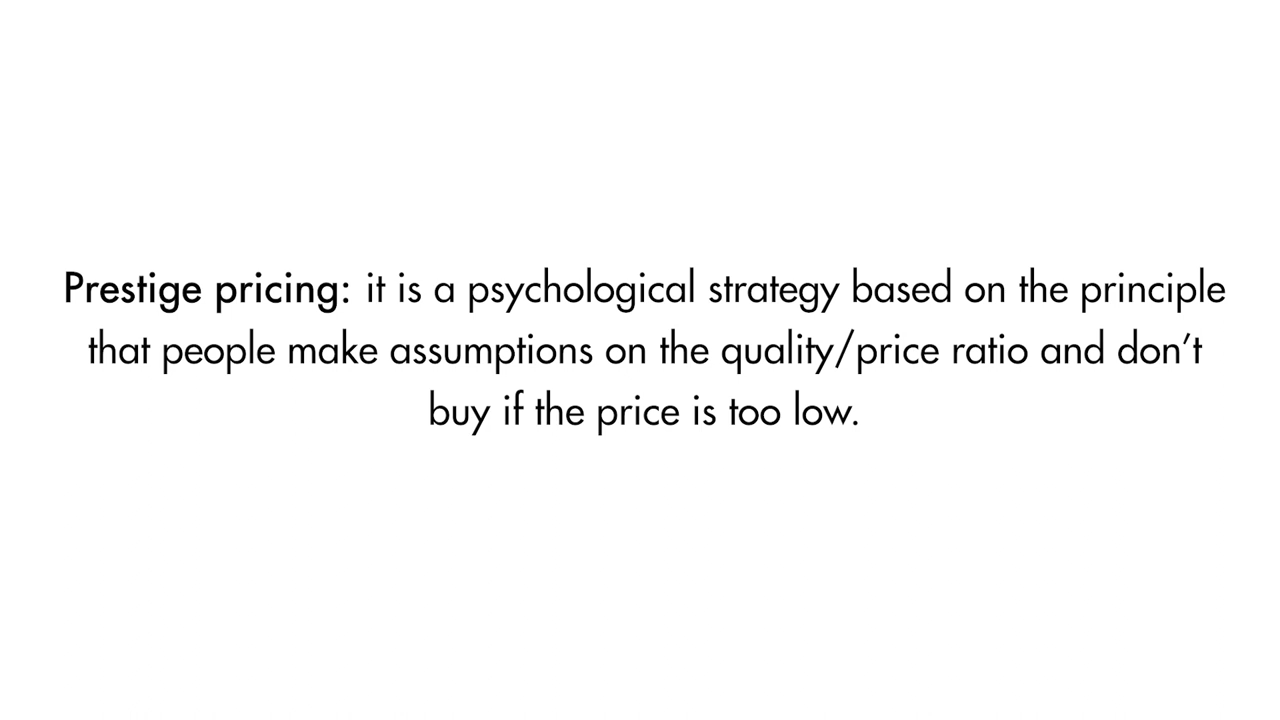 Prestige pricing: it is a psychological strategy based on the principle
that people make assumptions on the quality/price ratio and don’t
buy if the price is too low.